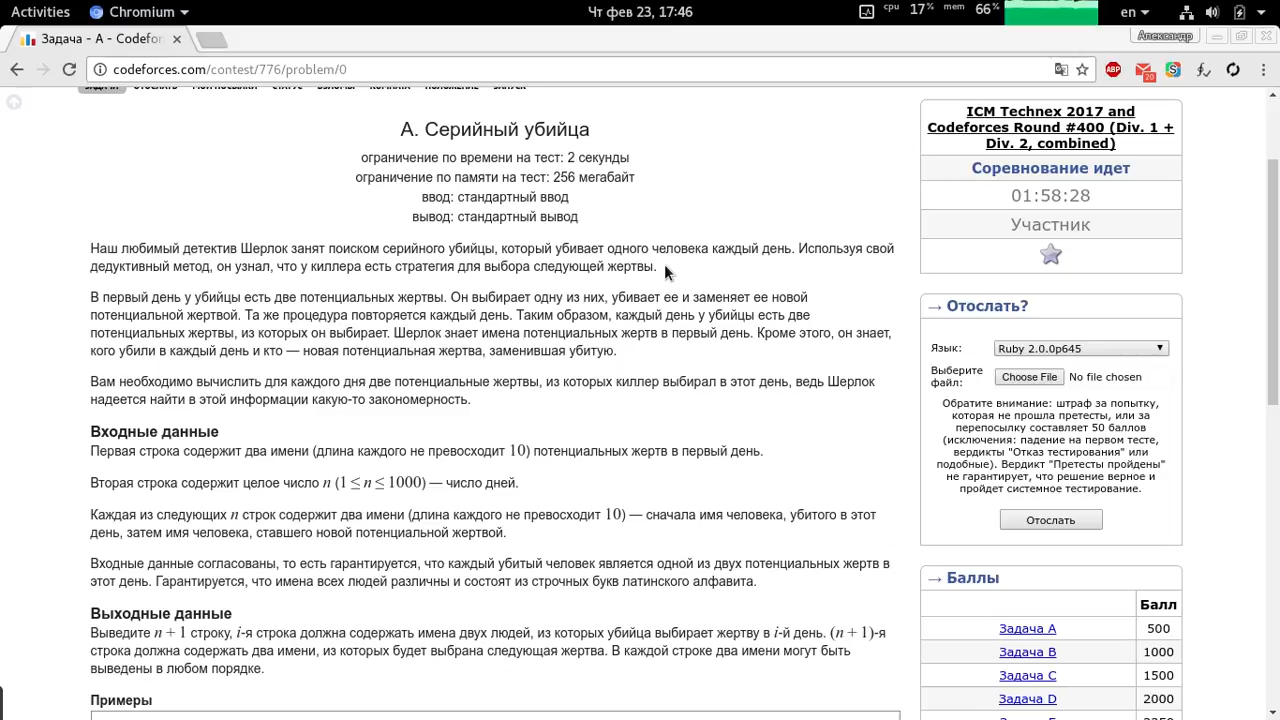 Activities
Chromium
Чт фев 23, 17:46
cpu 17% mem 66%
en
Задача - A - Codefor
Александр
codeforces.com/contest/776/problem/0
ABP
20
А. Серийный убийца
ограничение по времени на тест: 2 секунды
ограничение по памяти на тест: 256 мегабайт
ввод: стандартный ввод
вывод: стандартный вывод
Наш любимый детектив Шерлок занят поиском серийного убийцы, который убивает одного человека каждый день. Используя свой
дедуктивный метод, он узнал, что у киллера есть стратегия для выбора следующей жертвы.
В первый день у убийцы есть две потенциальных жертвы. Он выбирает одну из них, убивает ее и заменяет ее новой
потенциальной жертвой. Та же процедура повторяется каждый день. Таким образом, каждый день у убийцы есть две
потенциальных жертвы, из которых он выбирает. Шерлок знает имена потенциальных жертв в первый день. Кроме этого, он знает,
кого убили в каждый день и кто — новая потенциальная жертва, заменившая убитую.
Вам необходимо вычислить для каждого дня две потенциальные жертвы, из которых киллер выбирал в этот день, ведь Шерлок
надеется найти в этой информации какую-то закономерность.
Входные данные
Первая строка содержит два имени (длина каждого не превосходит 10) потенциальных жертв в первый день.
Вторая строка содержит целое число n (1 ≤ n ≤ 1000) — число дней.
Каждая из следующих n строк содержит два имени (длина каждого не превосходит 10) — сначала имя человека, убитого в этот
день, затем имя человека, ставшего новой потенциальной жертвой.
Входные данные согласованы, то есть гарантируется, что каждый убитый человек является одной из двух потенциальных жертв в
этот день. Гарантируется, что имена всех людей различны и состоят из строчных букв латинского алфавита.
Выходные данные
Выведите n + 1 строку, i-я строка должна содержать имена двух людей, из которых убийца выбирает жертву в i-й день. (n + 1)-я
строка должна содержать два имени, из которых будет выбрана следующая жертва. В каждой строке два имени могут быть
выведены в любом порядке.
Примеры
ICM Technex 2017 and
Codeforces Round #400 (Div. 1 +
Div. 2, combined)
Соревнование идет
01:58:28
Участник
→ Отослать?
Язык:
Ruby 2.0.0p645
Выберите
файл:
Choose File No file chosen
Обратите внимание: штраф за попытку,
которая не прошла претесты, или за
перепосылку составляет 50 баллов
(исключения: падение на первом тесте,
вердикты "Отказ тестирования" или
подобные). Вердикт "Претесты пройдены"
не гарантирует, что решение верное и
пройдет системное тестирование.
Отослать
→ Баллы
Балл
Задача A 500
Задача B 1000
Задача C 1500
Задача D 2000